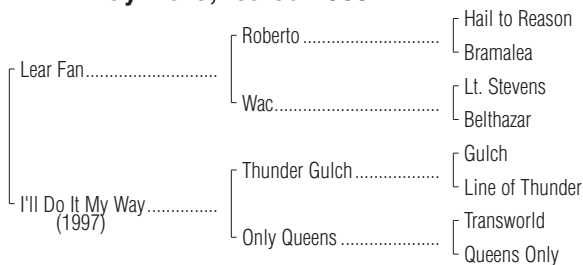 Hail to Reason
Roberto
Bramalea
Lear Fan
Lt. Stevens
Wac
Belthazar
Gulch
Thunder Gulch
Line of Thunder
I'll Do It My Way
(1997)
Transworld
Only Queens
Queens Only